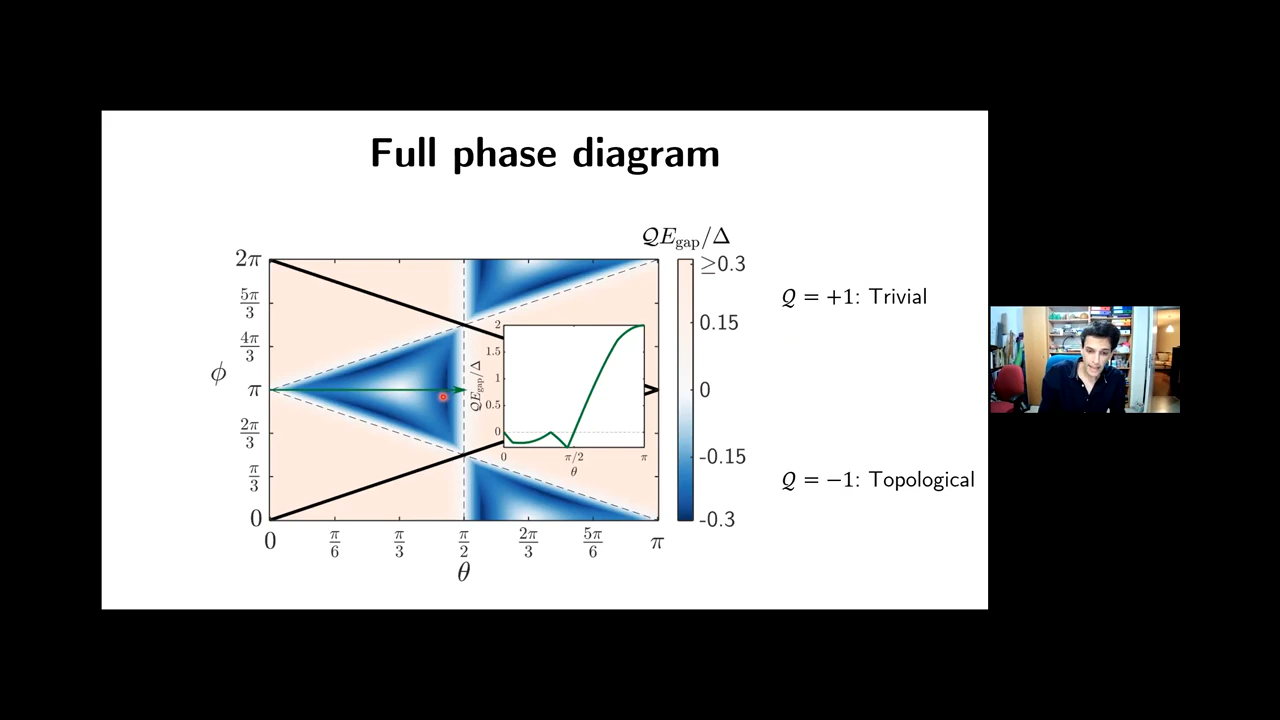 Full phase diagram
𝒬E_gap/Δ
2π
5π/3
4π/3
π
2π/3
π/3
0
ϕ
0
π/6
π/3
π/2
2π/3
5π/6
π
θ
2
1.5
1
0.5
0
𝒬E_gap/Δ
0
π/2
π
θ
≥0.3
0.15
0
-0.15
-0.3
𝒬 = +1: Trivial
𝒬 = −1: Topological